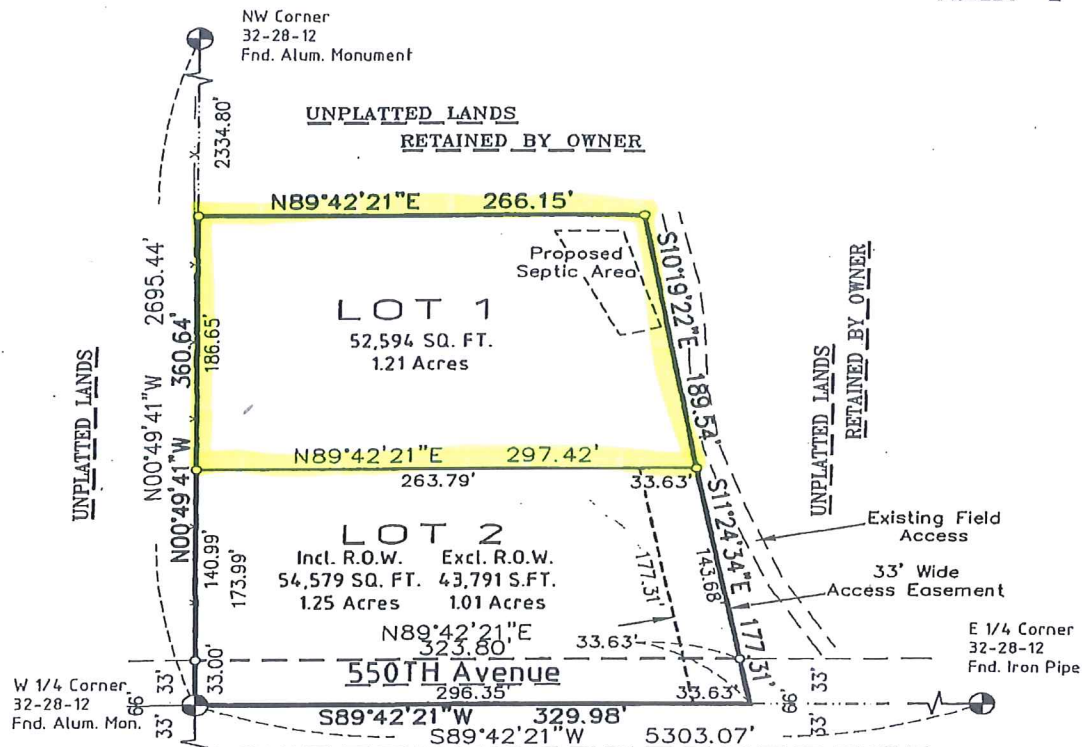 NW Corner
32-28-12
Fnd. Alum. Monument
2334.80'
UNPLATTED LANDS
RETAINED BY OWNER
N89°42'21"E 266.15'
Proposed
Septic Area
S10°19'22"E 189.54'
LOT 1
52,594 SQ. FT.
1.21 Acres
N00°49'41"W 2695.44'
N00°49'41"W 360.64'
186.65'
UNPLATTED LANDS
UNPLATTED LANDS
RETAINED BY OWNER
N89°42'21"E 297.42'
263.79' 33.63'
LOT 2
Incl. R.O.W. Excl. R.O.W.
54,579 SQ. FT. 43,791 S.FT.
1.25 Acres 1.01 Acres
140.99'
173.99'
177.31'
S11°24'34"E 177.31'
143.68'
Existing Field
Access
33' Wide
Access Easement
N89°42'21"E
323.80'
33.63'
550TH Avenue
296.35' 33.63'
33.00'
W 1/4 Corner
32-28-12
Fnd. Alum. Mon.
66'
33'
33'
S89°42'21"W 329.98'
S89°42'21"W 5303.07'
66'
33'
33'
E 1/4 Corner
32-28-12
Fnd. Iron Pipe